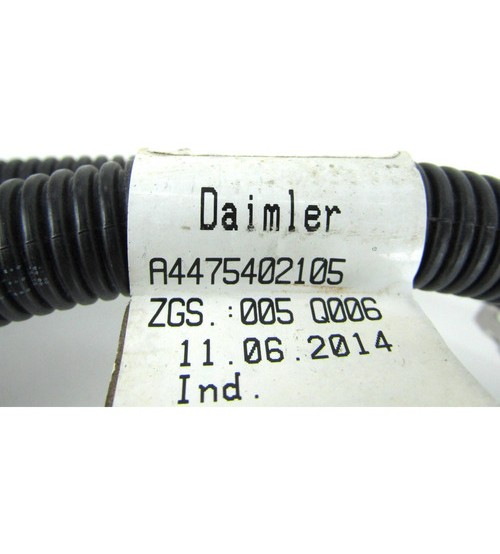 Daimler
A4475402105
ZGS.:005 Q006
11.06.2014
Ind.